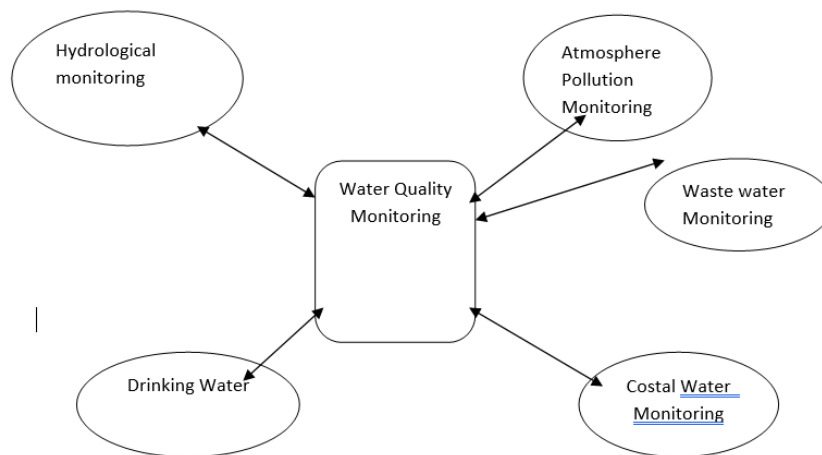 Hydrological
monitoring
Atmosphere
Pollution
Monitoring
Water Quality
Monitoring
Waste water
Monitoring
Drinking Water
Costal Water
Monitoring